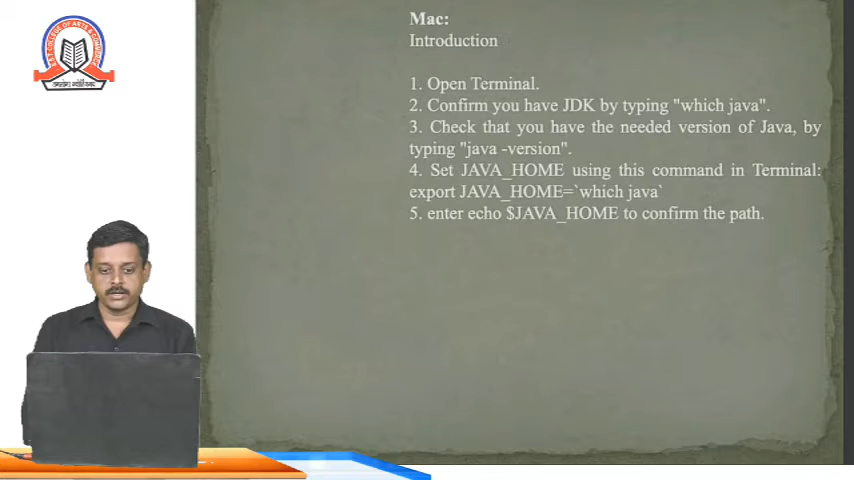 Mac:
Introduction
1. Open Terminal.
2. Confirm you have JDK by typing "which java".
3. Check that you have the needed version of Java, by
typing "java -version".
4. Set JAVA_HOME using this command in Terminal:
export JAVA_HOME=`which java`
5. enter echo $JAVA_HOME to confirm the path.